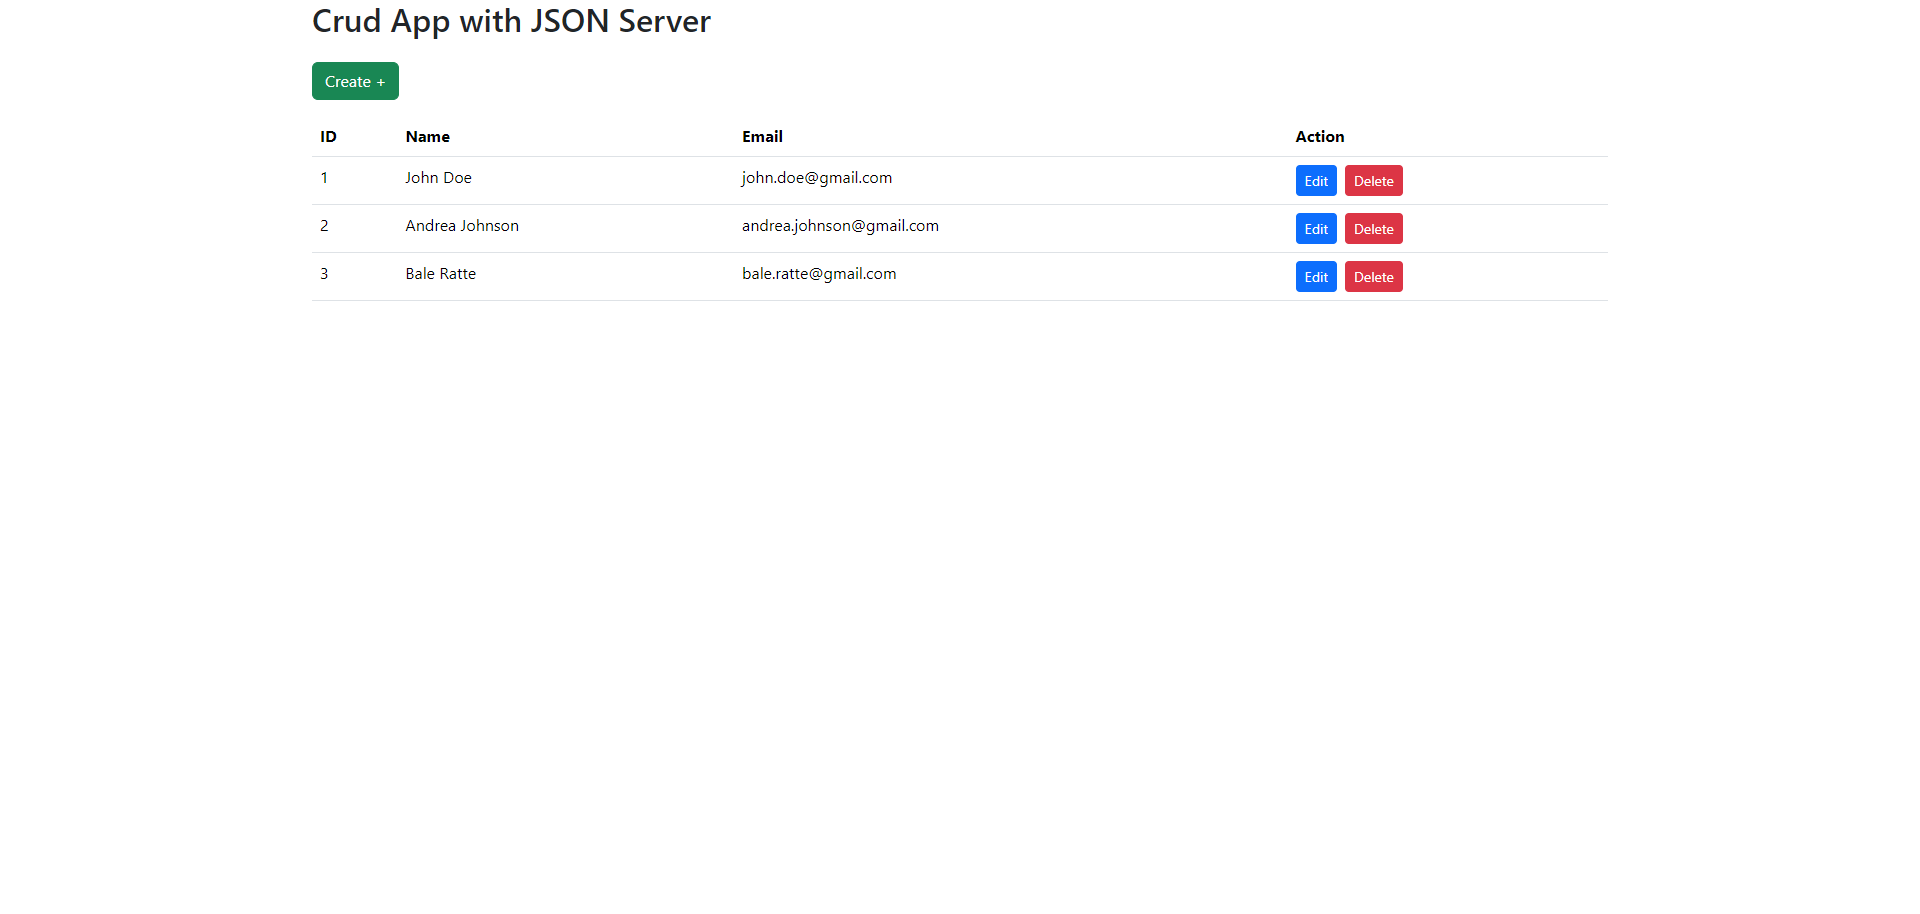 Crud App with JSON Server
Create +
ID Name Email Action
1 John Doe john.doe@gmail.com Edit Delete
2 Andrea Johnson andrea.johnson@gmail.com Edit Delete
3 Bale Ratte bale.ratte@gmail.com Edit Delete